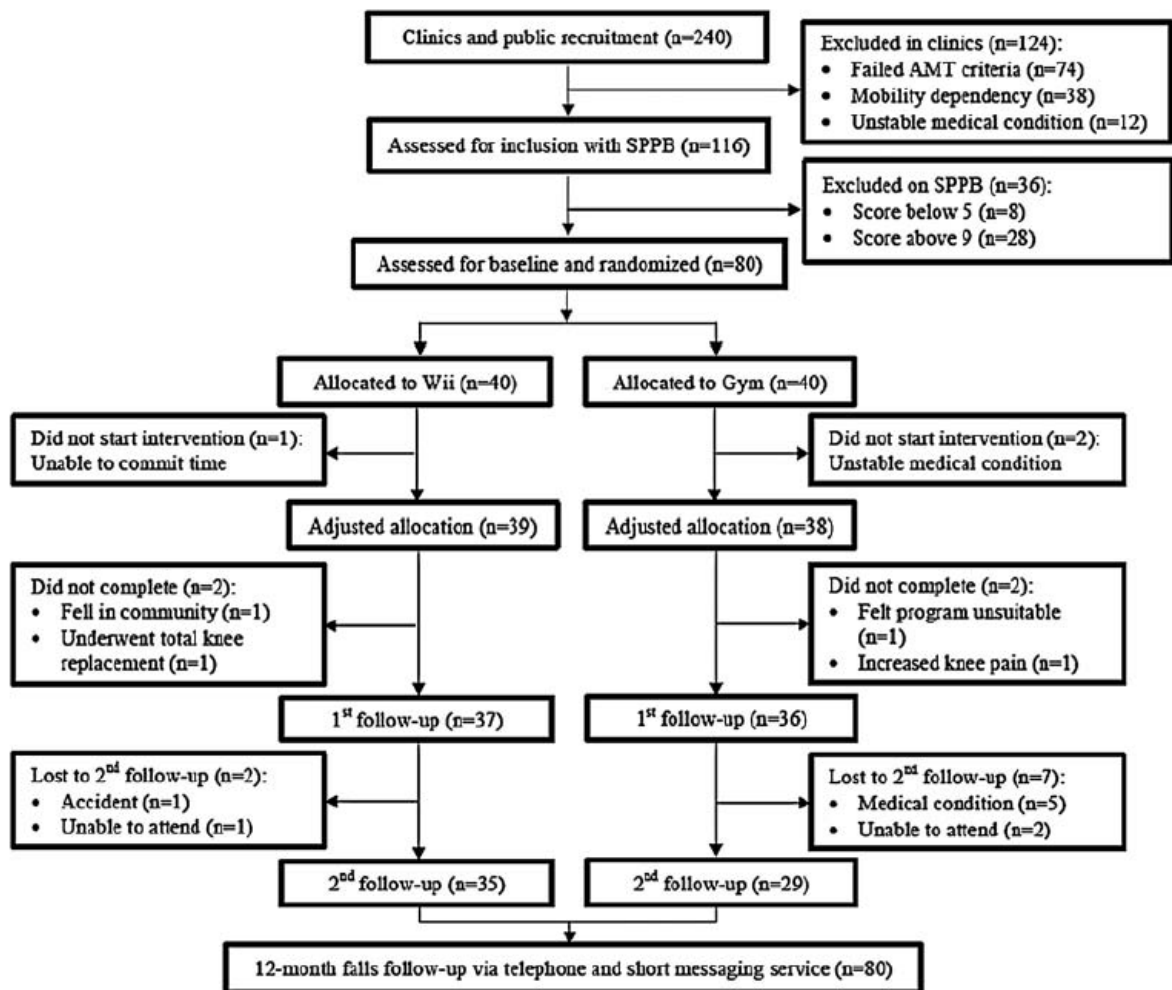 Clinics and public recruitment (n=240)
Excluded in clinics (n=124):
• Failed AMT criteria (n=74)
• Mobility dependency (n=38)
• Unstable medical condition (n=12)
Assessed for inclusion with SPPB (n=116)
Excluded on SPPB (n=36):
• Score below 5 (n=8)
• Score above 9 (n=28)
Assessed for baseline and randomized (n=80)
Allocated to Wii (n=40)
Allocated to Gym (n=40)
Did not start intervention (n=1):
Unable to commit time
Did not start intervention (n=2):
Unstable medical condition
Adjusted allocation (n=39)
Adjusted allocation (n=38)
Did not complete (n=2):
• Fell in community (n=1)
• Underwent total knee
replacement (n=1)
Did not complete (n=2):
• Felt program unsuitable
(n=1)
• Increased knee pain (n=1)
1st follow-up (n=37)
1st follow-up (n=36)
Lost to 2nd follow-up (n=2):
• Accident (n=1)
• Unable to attend (n=1)
Lost to 2nd follow-up (n=7):
• Medical condition (n=5)
• Unable to attend (n=2)
2nd follow-up (n=35)
2nd follow-up (n=29)
12-month falls follow-up via telephone and short messaging service (n=80)